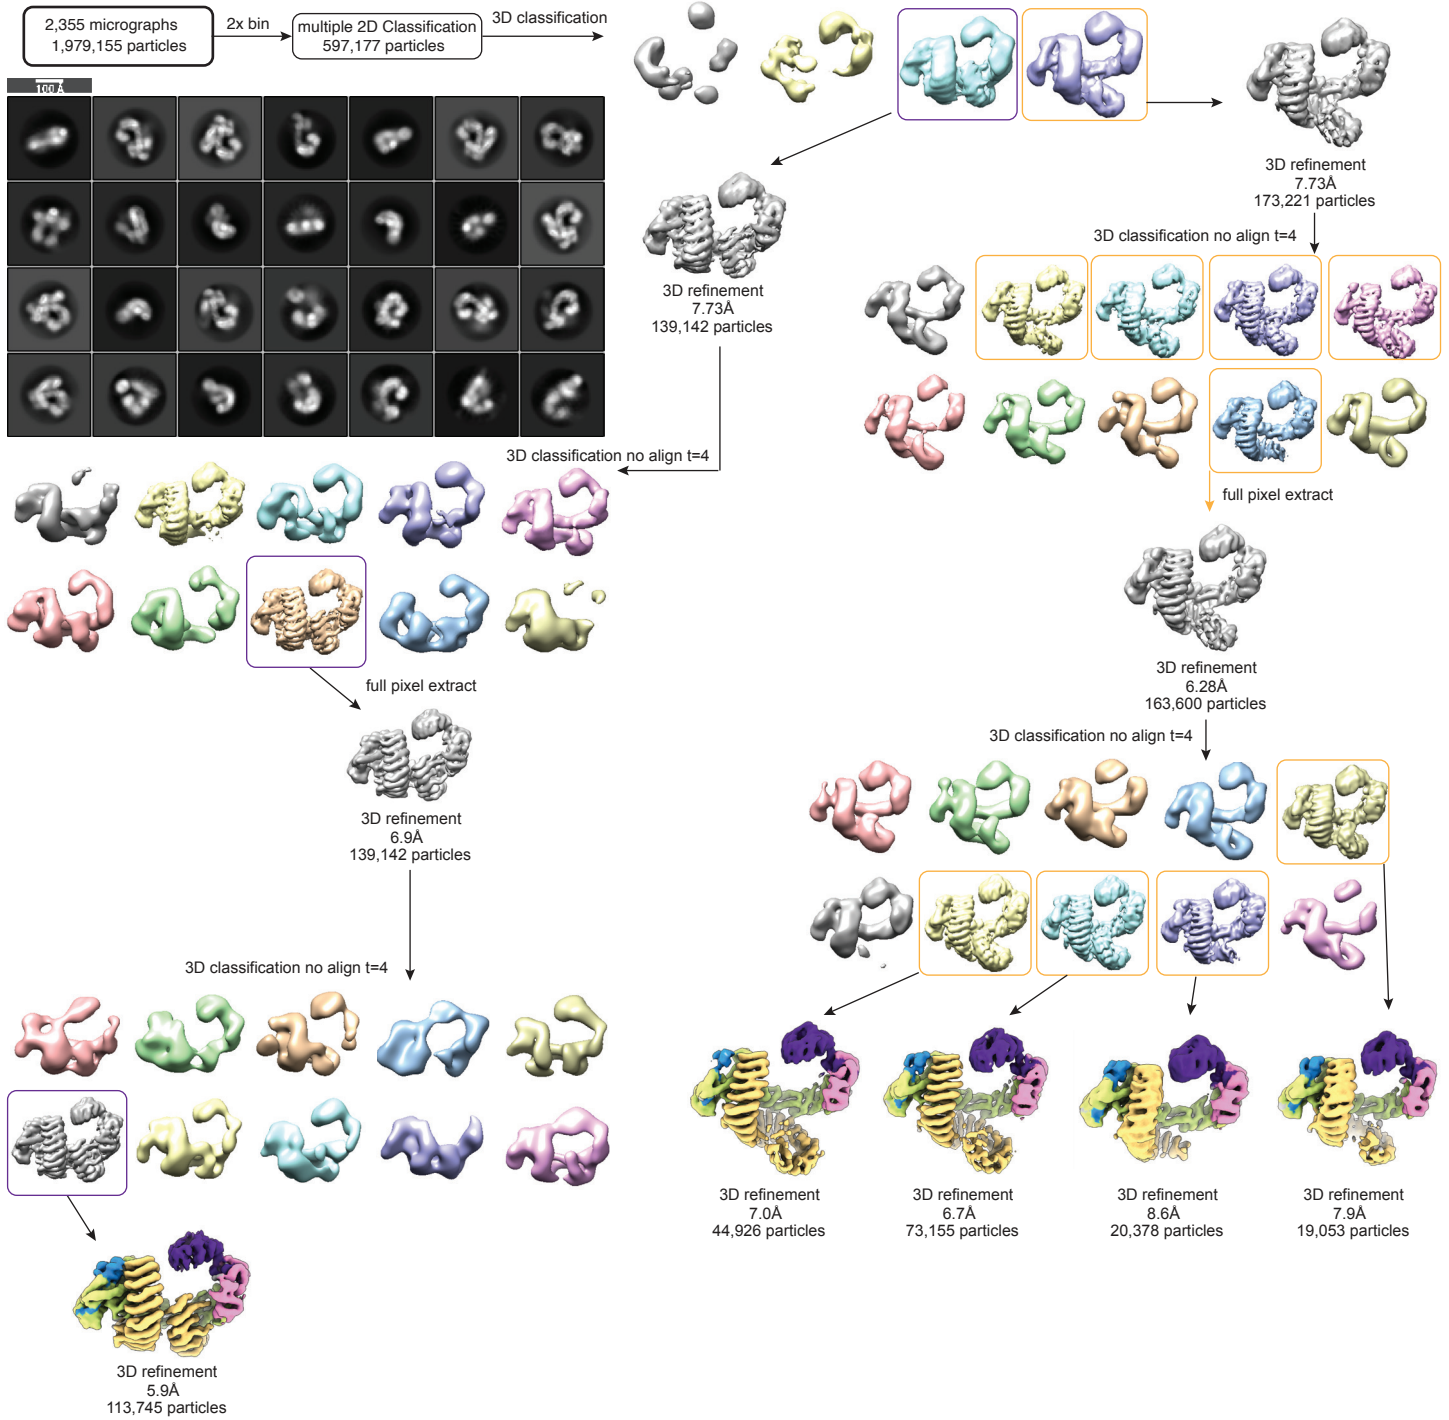 2,355 micrographs
1,979,155 particles
2x bin
multiple 2D Classification
597,177 particles
3D classification
100 Å
3D refinement
7.73Å
173,221 particles
3D classification no align t=4
3D refinement
7.73Å
139,142 particles
3D classification no align t=4
full pixel extract
3D refinement
6.28Å
163,600 particles
full pixel extract
3D classification no align t=4
3D refinement
6.9Å
139,142 particles
3D classification no align t=4
3D refinement
7.0Å
44,926 particles
3D refinement
6.7Å
73,155 particles
3D refinement
8.6Å
20,378 particles
3D refinement
7.9Å
19,053 particles
3D refinement
5.9Å
113,745 particles